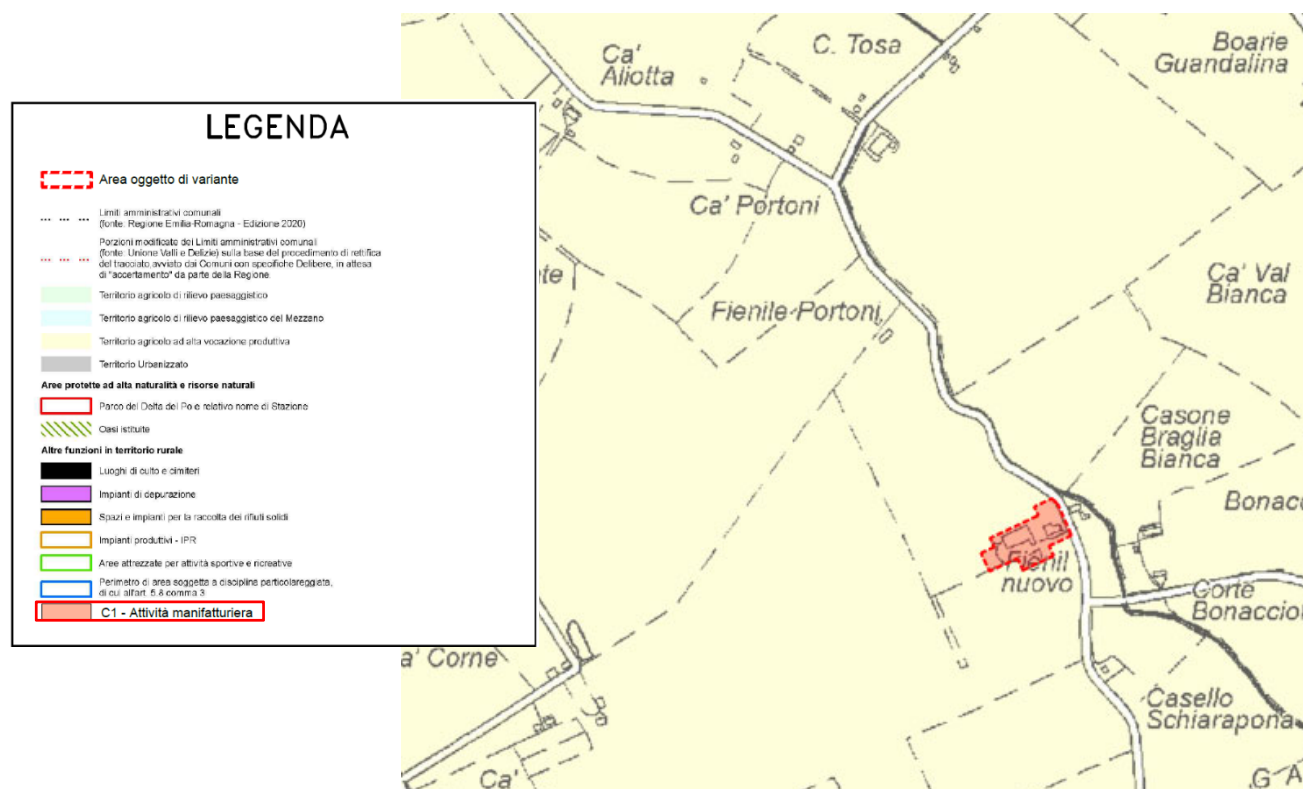 LEGENDA
Area oggetto di variante
Limiti amministrativi comunali
(fonte: Regione Emilia-Romagna - Edizione 2020)
Porzioni modificate dei Limiti amministrativi comunali
(fonte: Unione Valli e Delizie) sulla base del procedimento di rettifica
del tracciato avviato dai Comuni con specifiche Delibere, in attesa
di "accertamento" da parte della Regione
Territorio agricolo di rilievo paesaggistico
Territorio agricolo di rilievo paesaggistico del Mezzano
Territorio agricolo ad alta vocazione produttiva
Territorio Urbanizzato
Aree protette ad alta naturalità e risorse naturali
Parco del Delta del Po e relativo nome di Stazione
Oasi istituite
Altre funzioni in territorio rurale
Luoghi di culto e cimiteri
Impianti di depurazione
Spazi e impianti per la raccolta dei rifiuti solidi
Impianti produttivi - IPR
Aree attrezzate per attività sportive e ricreative
Perimetro di area soggetta a disciplina particolareggiata,
di cui all'art. 5.8 comma 3
C1 - Attività manifatturiera
Ca'
Aliotta
C. Tosa
Boarie
Guandalina
Ca' Portoni
te
Fienile Portoni
Ca' Val
Bianca
Casone
Braglia
Bianca
Bonacc
Fienil
nuovo
Corte
Bonacciol
a' Corne
Casello
Schiarapona
Ca'
G A